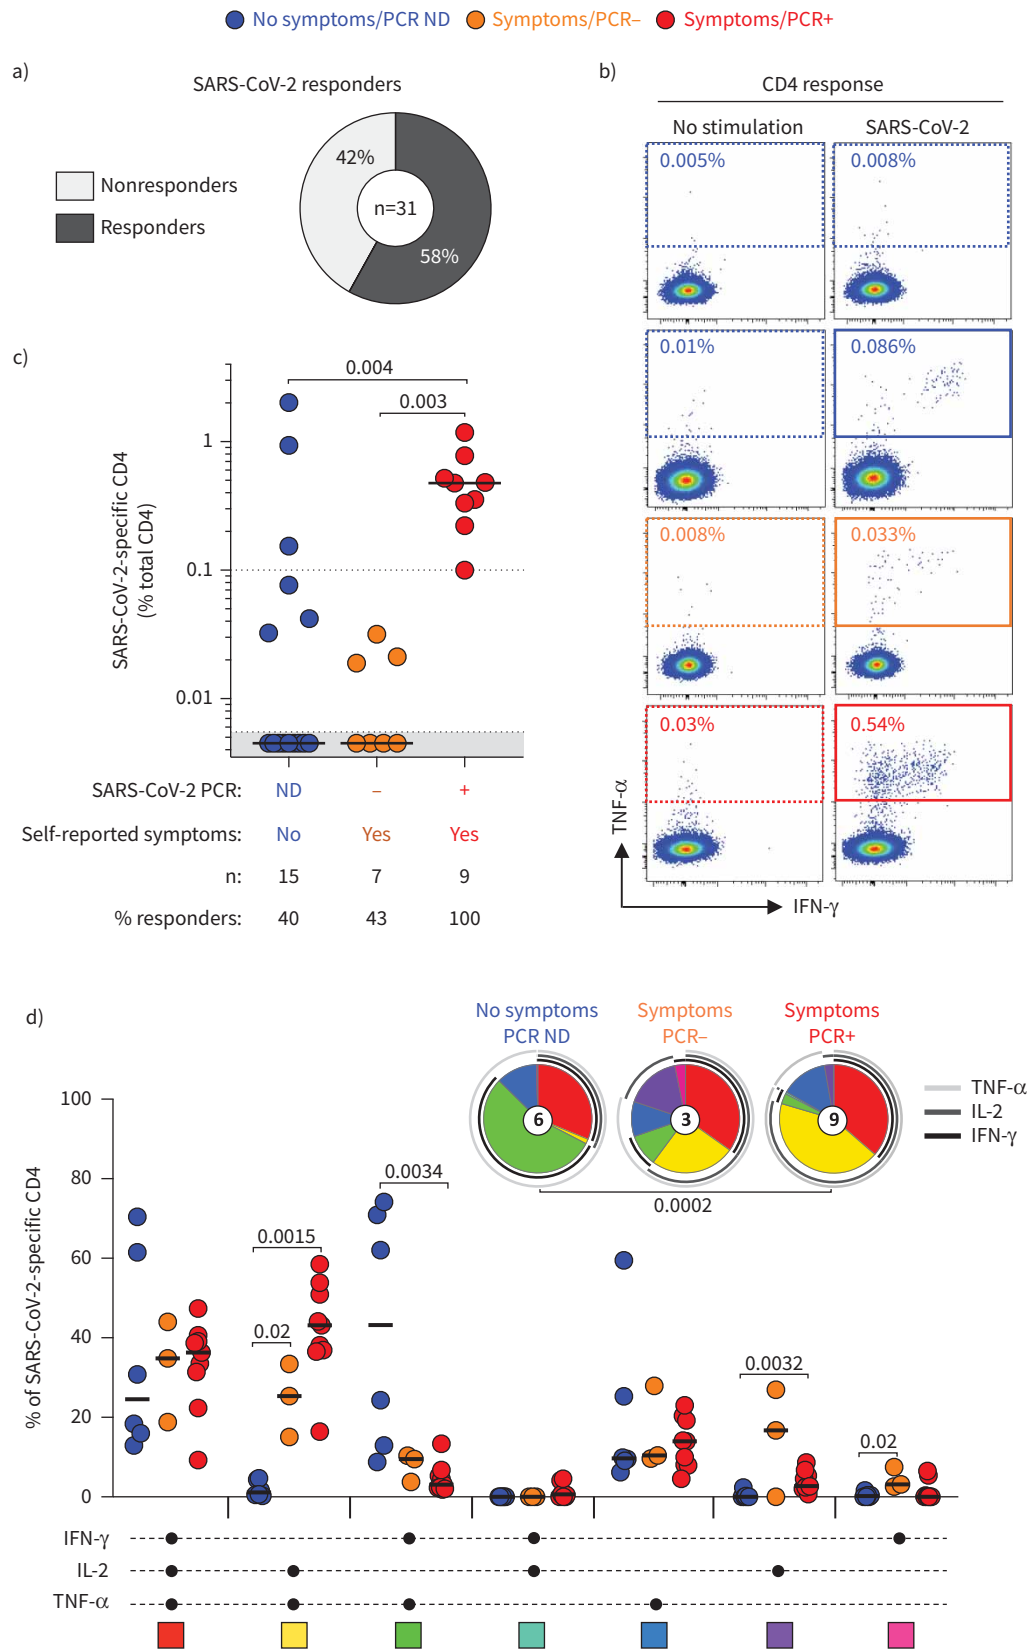 No symptoms/PCR ND Symptoms/PCR– Symptoms/PCR+
a)
SARS-CoV-2 responders
Nonresponders
Responders
42%
n=31
58%
b)
CD4 response
No stimulation SARS-CoV-2
0.005% 0.008%
0.01% 0.086%
0.008% 0.033%
0.03% 0.54%
TNF-α
IFN-γ
c)
SARS-CoV-2-specific CD4
(% total CD4)
1
0.1
0.01
0.004
0.003
SARS-CoV-2 PCR: ND – +
Self-reported symptoms: No Yes Yes
n: 15 7 9
% responders: 40 43 100
d)
No symptoms
PCR ND
Symptoms
PCR–
Symptoms
PCR+
6 3 9
0.0002
TNF-α
IL-2
IFN-γ
% of SARS-CoV-2-specific CD4
100
80
60
40
20
0
0.0015
0.02
0.0034
0.0032
0.02
IFN-γ
IL-2
TNF-α